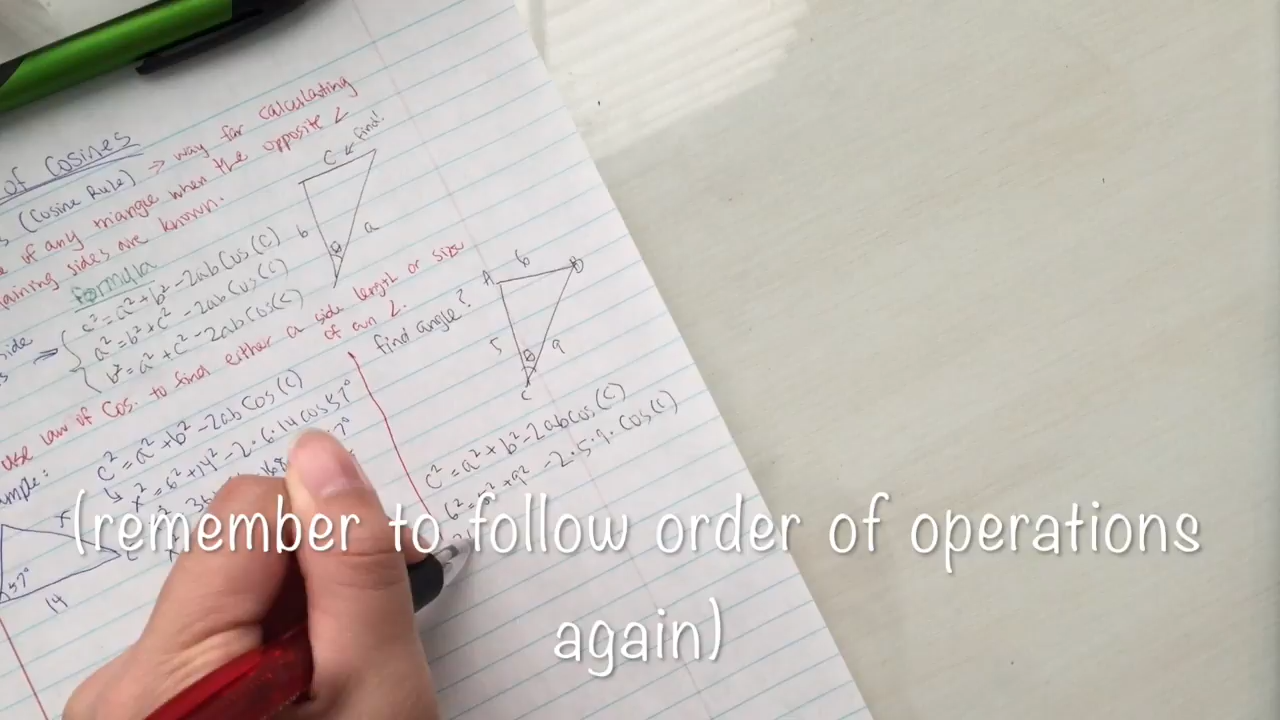 of Cosines
(Cosine Rule) → way for calculating
of any triangle when the opposite ∠
sides are known.
C ↙ find!
b
θ
a
formula
c² = a² + b² - 2ab Cos(C)
a² = b² + c² - 2ab Cos(C)
b² = a² + c² - 2ab Cos(C)
use law of Cos. to find either a side length or size
of an ∠.
c² = a² + b² - 2ab Cos(C)
x² = 6² + 14² - 2·6·14 cos 57°
x
57°
14
find angle?
A
6
B
5
θ
9
C
c² = a² + b² - 2ab cos(C)
6² = 5² + 9² - 2·5·9· Cos(C)
(remember to follow order of operations
again)